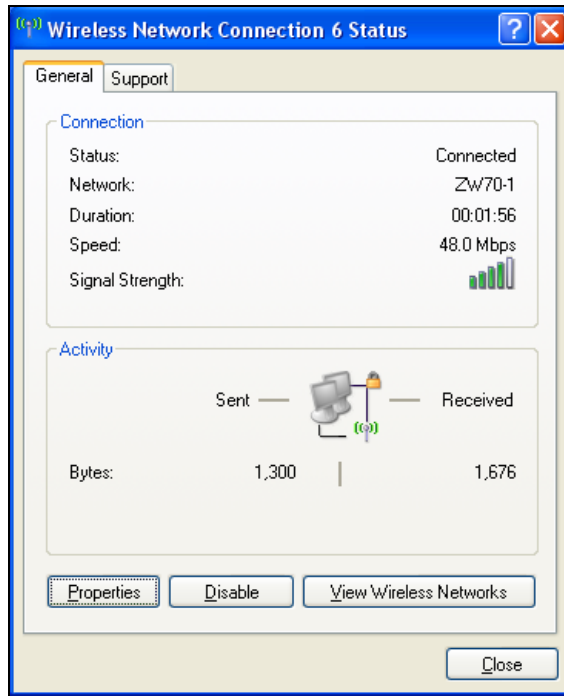 Wireless Network Connection 6 Status
General Support
Connection
Status: Connected
Network: ZW70-1
Duration: 00:01:56
Speed: 48.0 Mbps
Signal Strength:
Activity
Sent Received
Bytes: 1,300 1,676
Properties Disable View Wireless Networks
Close